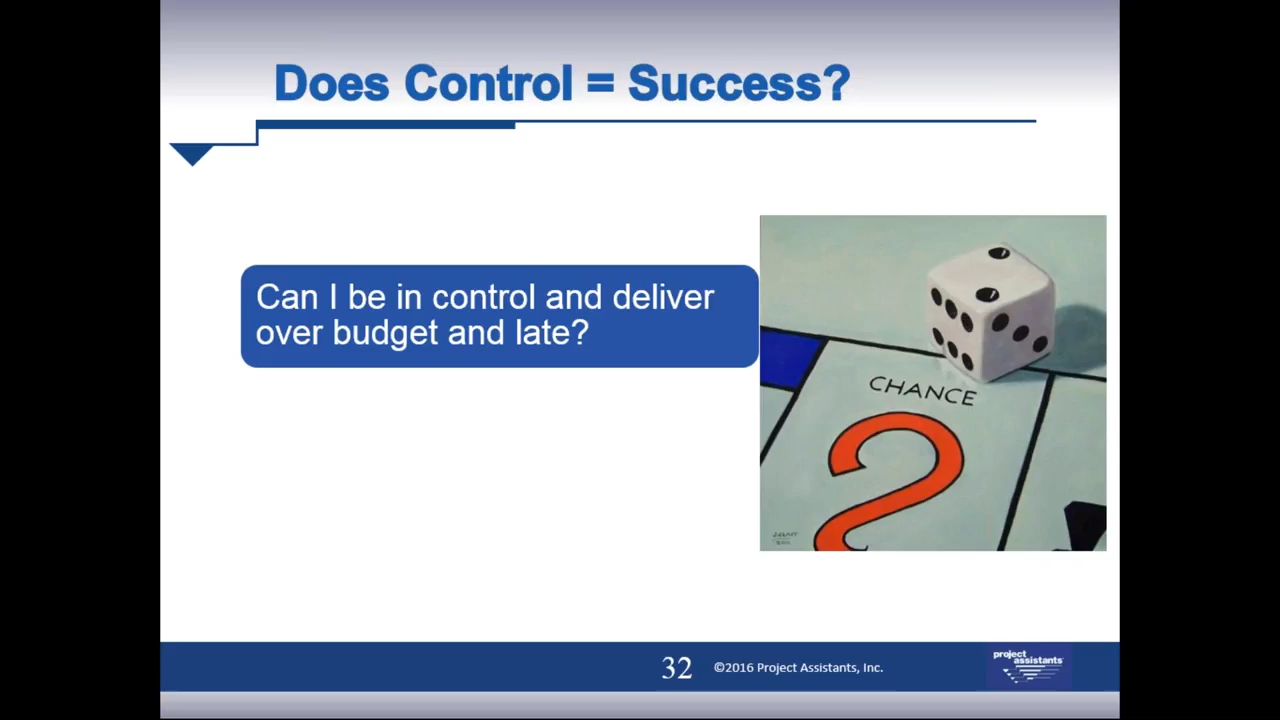 Does Control = Success?
Can I be in control and deliver
over budget and late?
CHANCE
?
32
©2016 Project Assistants, Inc.
project
assistants